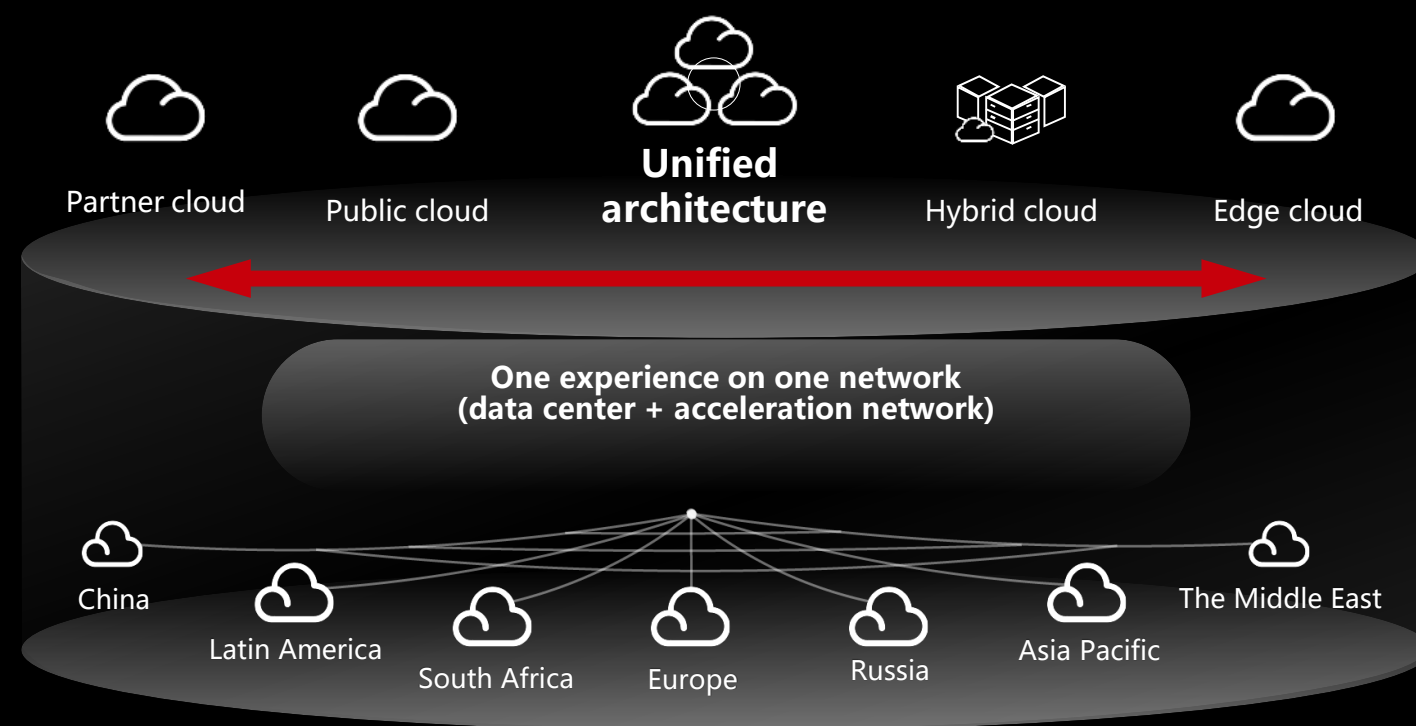 Partner cloud
Public cloud
Unified
architecture
Hybrid cloud
Edge cloud
One experience on one network
(data center + acceleration network)
China
Latin America
South Africa
Europe
Russia
Asia Pacific
The Middle East